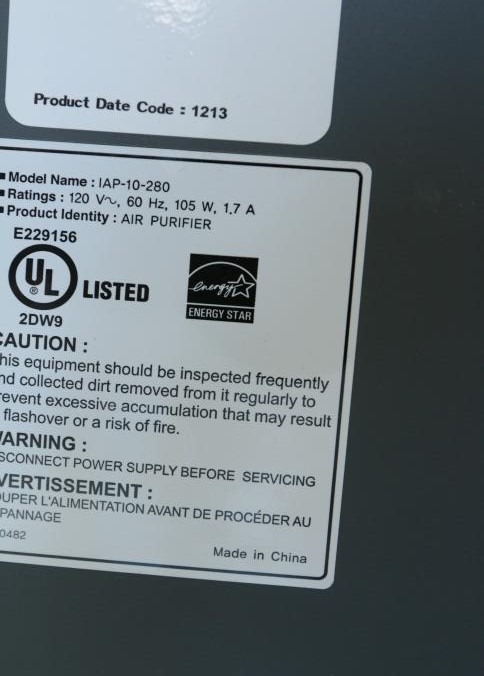 Product Date Code : 1213
Model Name : IAP-10-280
Ratings : 120 V∿, 60 Hz, 105 W, 1.7 A
Product Identity : AIR PURIFIER
E229156
UL ® LISTED
energy
ENERGY STAR
2DW9
CAUTION :
his equipment should be inspected frequently
nd collected dirt removed from it regularly to
revent excessive accumulation that may result
flashover or a risk of fire.
ARNING :
SCONNECT POWER SUPPLY BEFORE SERVICING
VERTISSEMENT :
OUPER L'ALIMENTATION AVANT DE PROCÉDER AU
PANNAGE
0482
Made in China